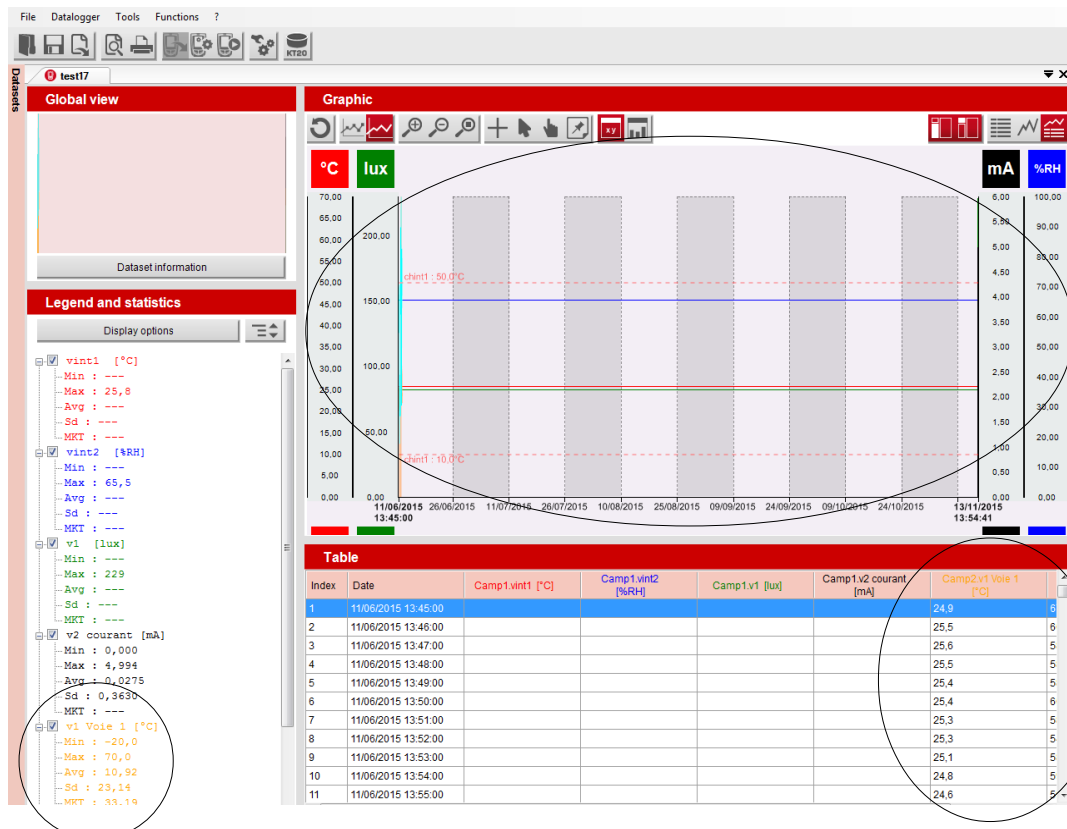 File Datalogger Tools Functions ?
KT20
Datasets
test17
Global view
Dataset information
Legend and statistics
Display options
vint1 [°C]
Min : ---
Max : 25,8
Avg : ---
Sd : ---
MKT : ---
vint2 [%RH]
Min : ---
Max : 65,5
Avg : ---
Sd : ---
MKT : ---
v1 [lux]
Min : ---
Max : 229
Avg : ---
Sd : ---
MKT : ---
v2 courant [mA]
Min : 0,000
Max : 4,994
Avg : 0,0275
Sd : 0,3630
MKT : ---
v1 Voie 1 [°C]
Min : -20,0
Max : 70,0
Avg : 10,92
Sd : 23,14
MKT : 33,19
Graphic
xy
°C lux mA %RH
70,00 6,00 100,00
65,00 5,50 90,00
60,00 200,00 5,00 80,00
55,00 4,50 70,00
chint1 : 50,0°C
50,00 4,00 60,00
45,00 150,00 3,50 50,00
40,00 3,00 40,00
35,00 2,50 30,00
30,00 100,00 2,00 20,00
25,00 1,50 10,00
20,00 1,00 0,00
15,00 50,00 0,50
10,00 0,00
chint1 : 10,0°C
5,00
0,00 0,00
11/06/2015 26/06/2015 11/07/2015 26/07/2015 10/08/2015 25/08/2015 09/09/2015 24/09/2015 09/10/2015 24/10/2015 13/11/2015
13:45:00 13:54:41
Table
Index Date Camp1.vint1 [°C] Camp1.vint2 [%RH] Camp1.v1 [lux] Camp1.v2 courant [mA] Camp2.v1 Voie 1 [°C]
1 11/06/2015 13:45:00 24,9 6
2 11/06/2015 13:46:00 25,5 6
3 11/06/2015 13:47:00 25,6 5
4 11/06/2015 13:48:00 25,5 5
5 11/06/2015 13:49:00 25,4 5
6 11/06/2015 13:50:00 25,4 6
7 11/06/2015 13:51:00 25,3 5
8 11/06/2015 13:52:00 25,3 5
9 11/06/2015 13:53:00 25,1 5
10 11/06/2015 13:54:00 24,8 5
11 11/06/2015 13:55:00 24,6 5